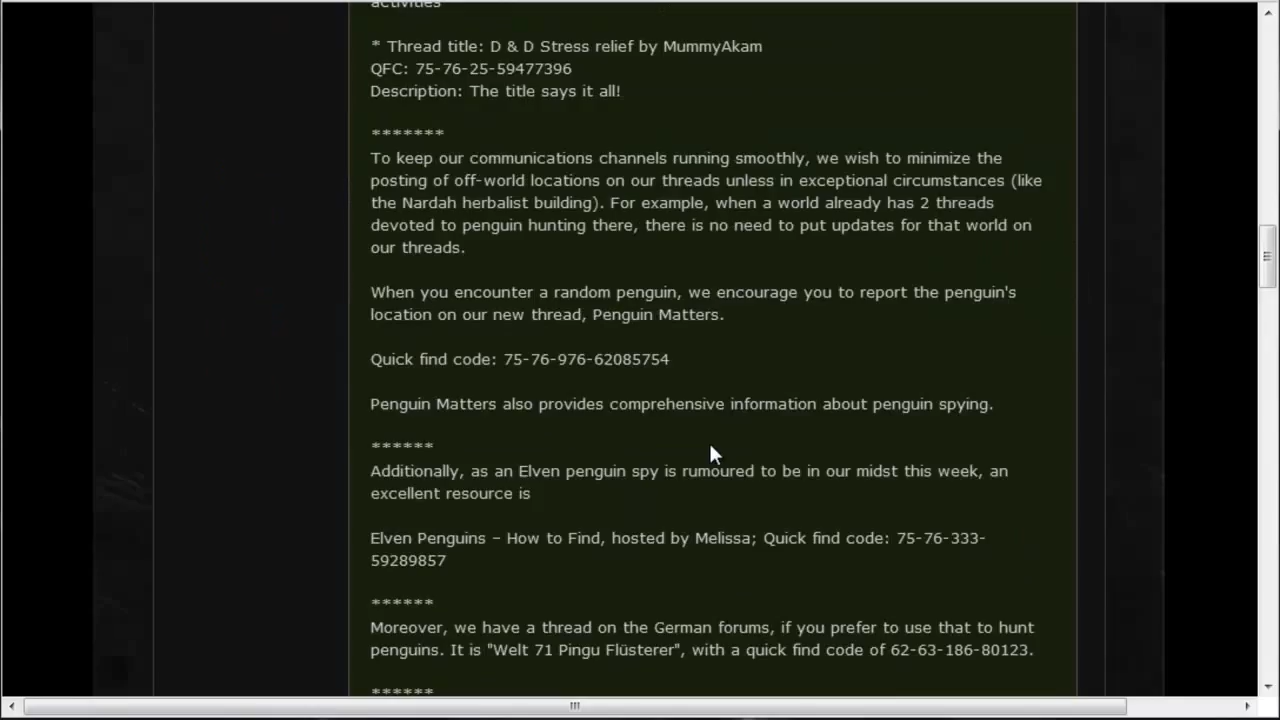 activities
* Thread title: D & D Stress relief by MummyAkam
QFC: 75-76-25-59477396
Description: The title says it all!
*******
To keep our communications channels running smoothly, we wish to minimize the
posting of off-world locations on our threads unless in exceptional circumstances (like
the Nardah herbalist building). For example, when a world already has 2 threads
devoted to penguin hunting there, there is no need to put updates for that world on
our threads.
When you encounter a random penguin, we encourage you to report the penguin's
location on our new thread, Penguin Matters.
Quick find code: 75-76-976-62085754
Penguin Matters also provides comprehensive information about penguin spying.
******
Additionally, as an Elven penguin spy is rumoured to be in our midst this week, an
excellent resource is
Elven Penguins – How to Find, hosted by Melissa; Quick find code: 75-76-333-
59289857
******
Moreover, we have a thread on the German forums, if you prefer to use that to hunt
penguins. It is "Welt 71 Pingu Flüsterer", with a quick find code of 62-63-186-80123.
******